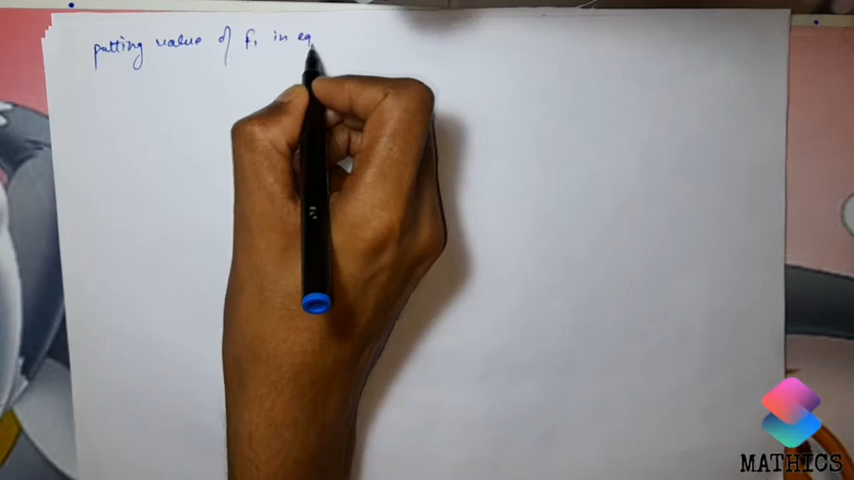 putting value of f₁ in eq
MATHICS